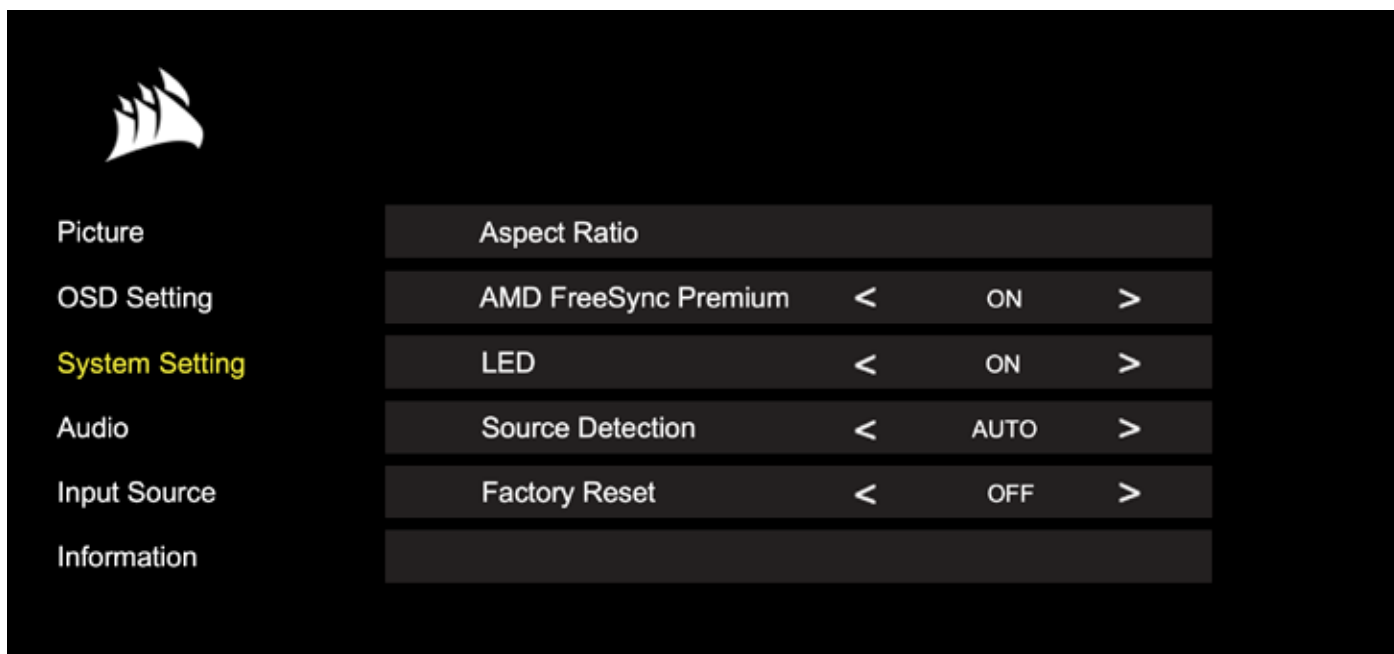 Picture
Aspect Ratio
OSD Setting
AMD FreeSync Premium < ON >
System Setting
LED < ON >
Audio
Source Detection < AUTO >
Input Source
Factory Reset < OFF >
Information